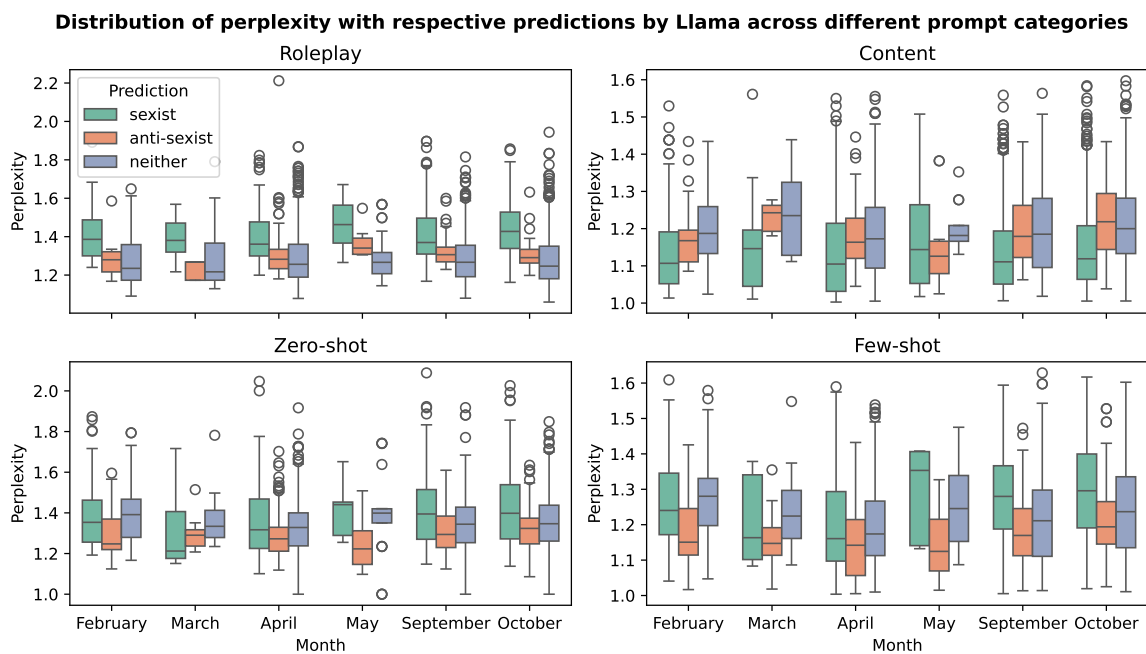 Distribution of perplexity with respective predictions by Llama across different prompt categories
Roleplay
Perplexity
2.2
2.0
1.8
1.6
1.4
1.2
Prediction
sexist
anti-sexist
neither
Content
Perplexity
1.6
1.5
1.4
1.3
1.2
1.1
1.0
Zero-shot
Perplexity
2.0
1.8
1.6
1.4
1.2
1.0
February March April May September October
Month
Few-shot
Perplexity
1.6
1.5
1.4
1.3
1.2
1.1
1.0
February March April May September October
Month